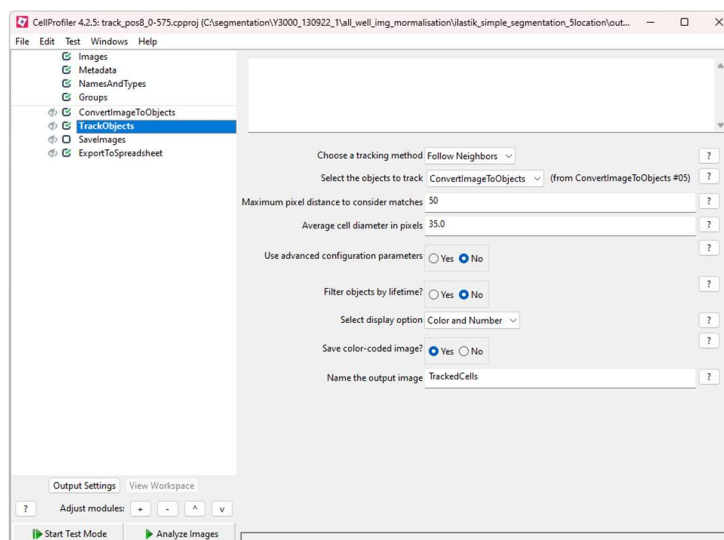 CellProfiler 4.2.5: track_pos8_0-575.cpproj (C:\segmentation\Y3000_130922_1\all_well_img_mormalisation\ilastik_simple_segmentation_5location\out...
File Edit Test Windows Help
Images
Metadata
NamesAndTypes
Groups
ConvertImageToObjects
TrackObjects
SaveImages
ExportToSpreadsheet
Choose a tracking method Follow Neighbors ?
Select the objects to track ConvertImageToObjects (from ConvertImageToObjects #05) ?
Maximum pixel distance to consider matches 50 ?
Average cell diameter in pixels 35.0 ?
Use advanced configuration parameters Yes No ?
Filter objects by lifetime? Yes No ?
Select display option Color and Number ?
Save color-coded image? Yes No ?
Name the output image TrackedCells ?
Output Settings View Workspace
? Adjust modules: + - ^ v
Start Test Mode Analyze Images